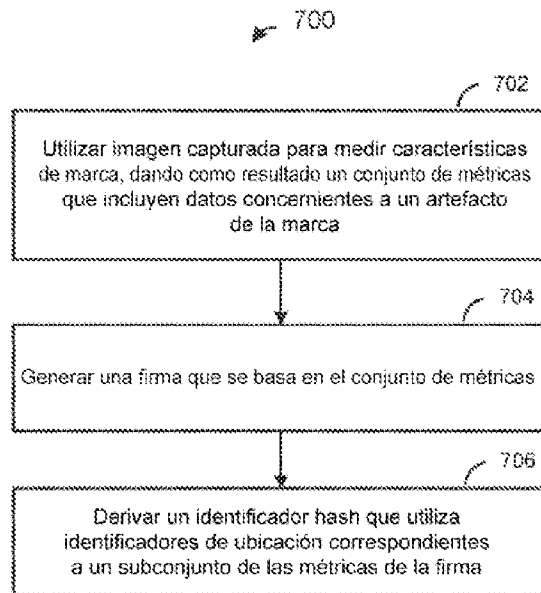 700
702
Utilizar imagen capturada para medir características
de marca, dando como resultado un conjunto de métricas
que incluyen datos concernientes a un artefacto
de la marca
704
Generar una firma que se basa en el conjunto de métricas
706
Derivar un identificador hash que utiliza
identificadores de ubicación correspondientes
a un subconjunto de las métricas de la firma